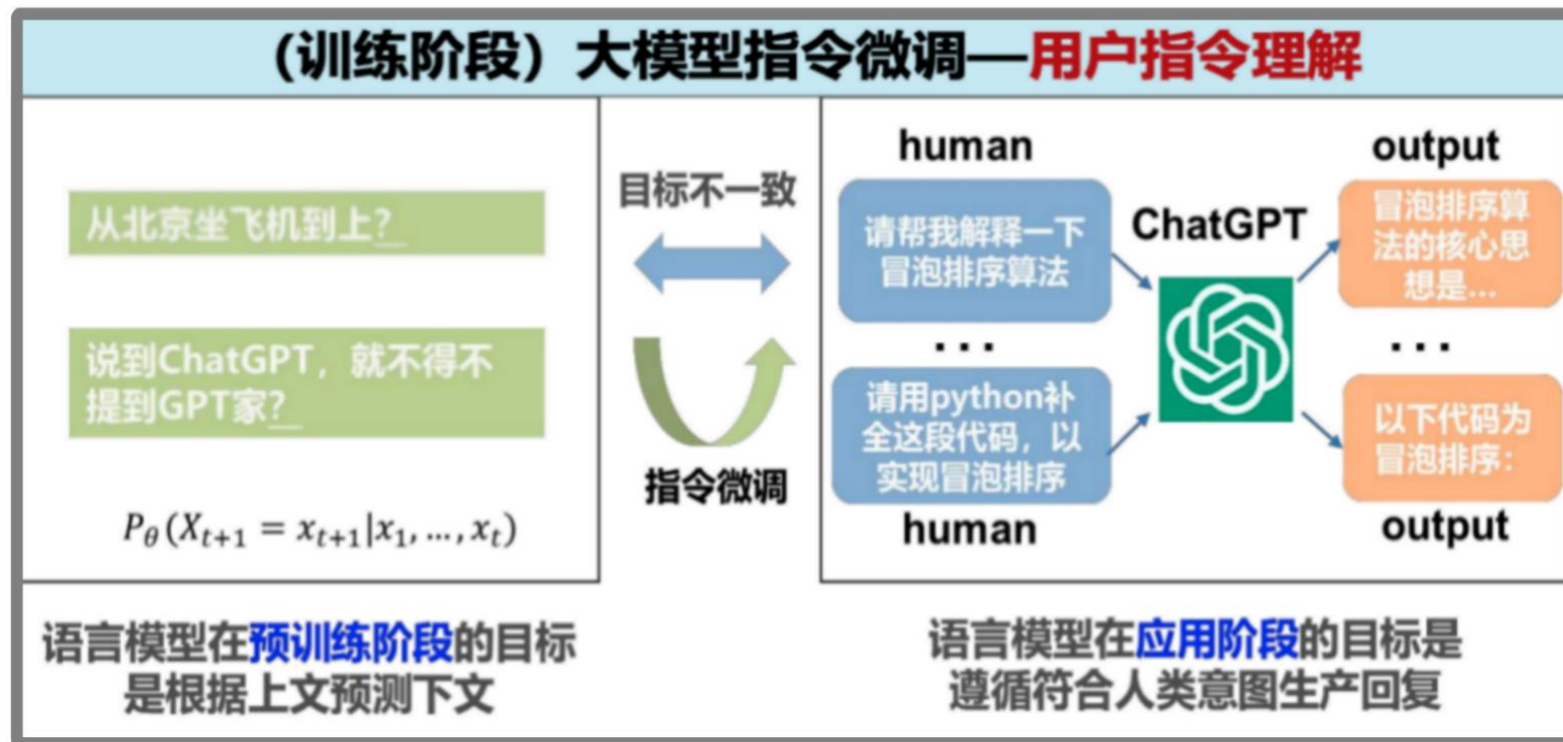 （训练阶段）大模型指令微调—用户指令理解
从北京坐飞机到上?
说到ChatGPT，就不得不
提到GPT家?
P_θ(X_{t+1} = x_{t+1}|x_1, ..., x_t)
语言模型在预训练阶段的目标
是根据上文预测下文
目标不一致
指令微调
human
请帮我解释一下
冒泡排序算法
...
请用python补
全这段代码，以
实现冒泡排序
human
ChatGPT
output
冒泡排序算
法的核心思
想是...
...
以下代码为
冒泡排序：
output
语言模型在应用阶段的目标是
遵循符合人类意图生产回复